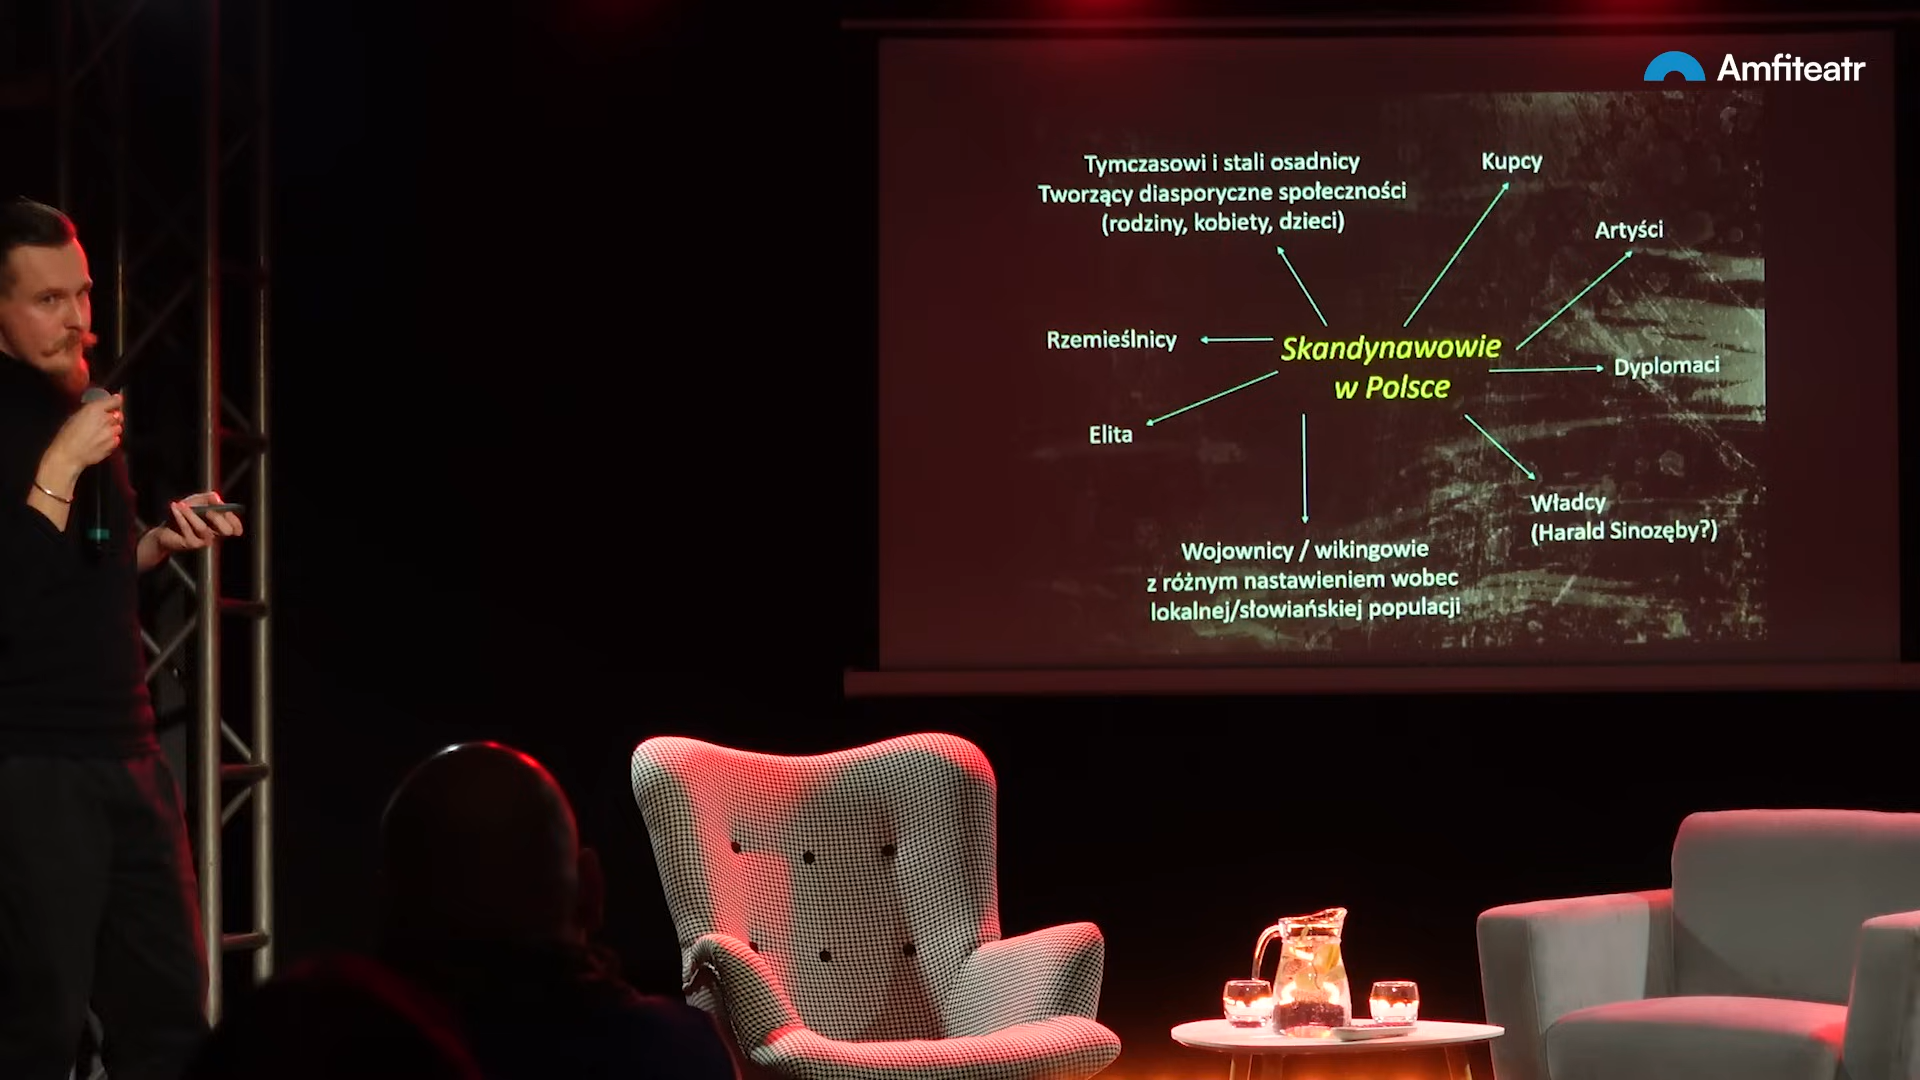 Amfiteatr
Tymczasowi i stali osadnicy
Tworzący diasporyczne społeczności
(rodziny, kobiety, dzieci)
Kupcy
Artyści
Rzemieślnicy
Skandynawowie
w Polsce
Dyplomaci
Elita
Władcy
(Harald Sinozęby?)
Wojownicy / wikingowie
z różnym nastawieniem wobec
lokalnej/słowiańskiej populacji